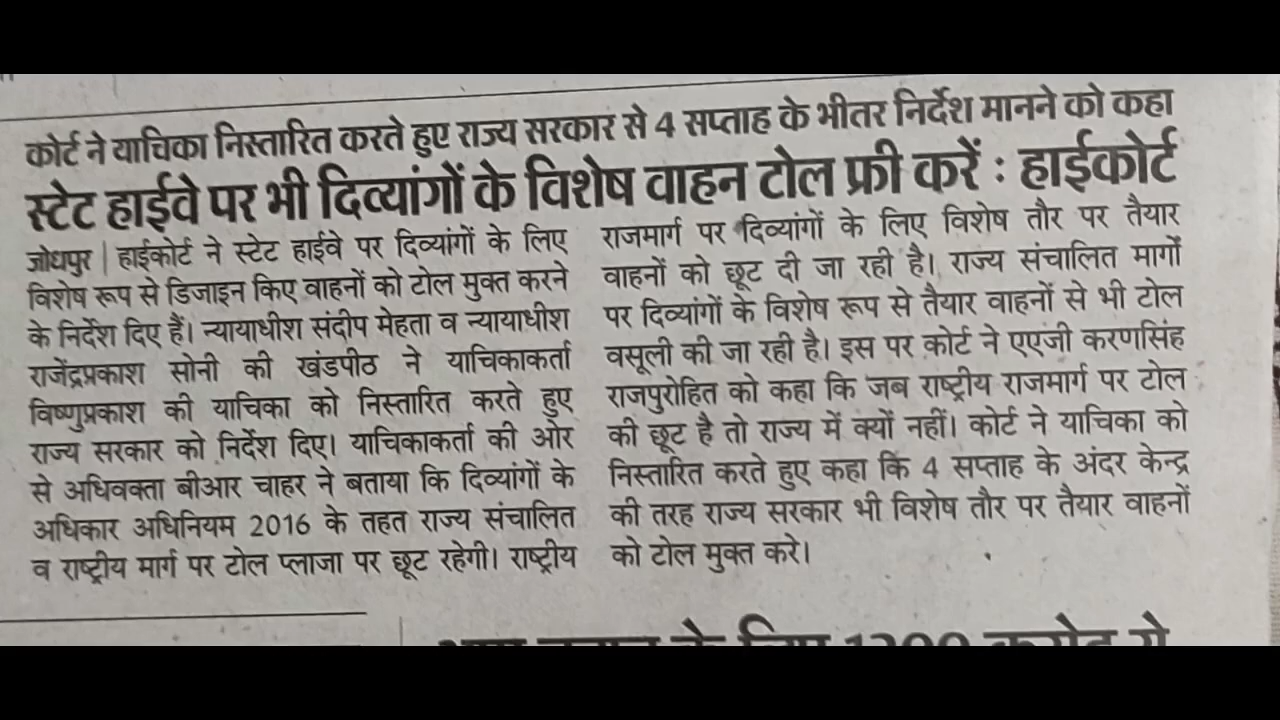 कोर्ट ने याचिका निस्तारित करते हुए राज्य सरकार से 4 सप्ताह के भीतर निर्देश मानने को कहा
स्टेट हाईवे पर भी दिव्यांगों के विशेष वाहन टोल फ्री करें : हाईकोर्ट
जोधपुर | हाईकोर्ट ने स्टेट हाईवे पर दिव्यांगों के लिए
विशेष रूप से डिजाइन किए वाहनों को टोल मुक्त करने
के निर्देश दिए हैं। न्यायाधीश संदीप मेहता व न्यायाधीश
राजेंद्रप्रकाश सोनी की खंडपीठ ने याचिकाकर्ता
विष्णुप्रकाश की याचिका को निस्तारित करते हुए
राज्य सरकार को निर्देश दिए। याचिकाकर्ता की ओर
से अधिवक्ता बीआर चाहर ने बताया कि दिव्यांगों के
अधिकार अधिनियम 2016 के तहत राज्य संचालित
व राष्ट्रीय मार्ग पर टोल प्लाजा पर छूट रहेगी। राष्ट्रीय
राजमार्ग पर दिव्यांगों के लिए विशेष तौर पर तैयार
वाहनों को छूट दी जा रही है। राज्य संचालित मार्गों
पर दिव्यांगों के विशेष रूप से तैयार वाहनों से भी टोल
वसूली की जा रही है। इस पर कोर्ट ने एएजी करणसिंह
राजपुरोहित को कहा कि जब राष्ट्रीय राजमार्ग पर टोल
की छूट है तो राज्य में क्यों नहीं। कोर्ट ने याचिका को
निस्तारित करते हुए कहा कि 4 सप्ताह के अंदर केन्द्र
की तरह राज्य सरकार भी विशेष तौर पर तैयार वाहनों
को टोल मुक्त करे।